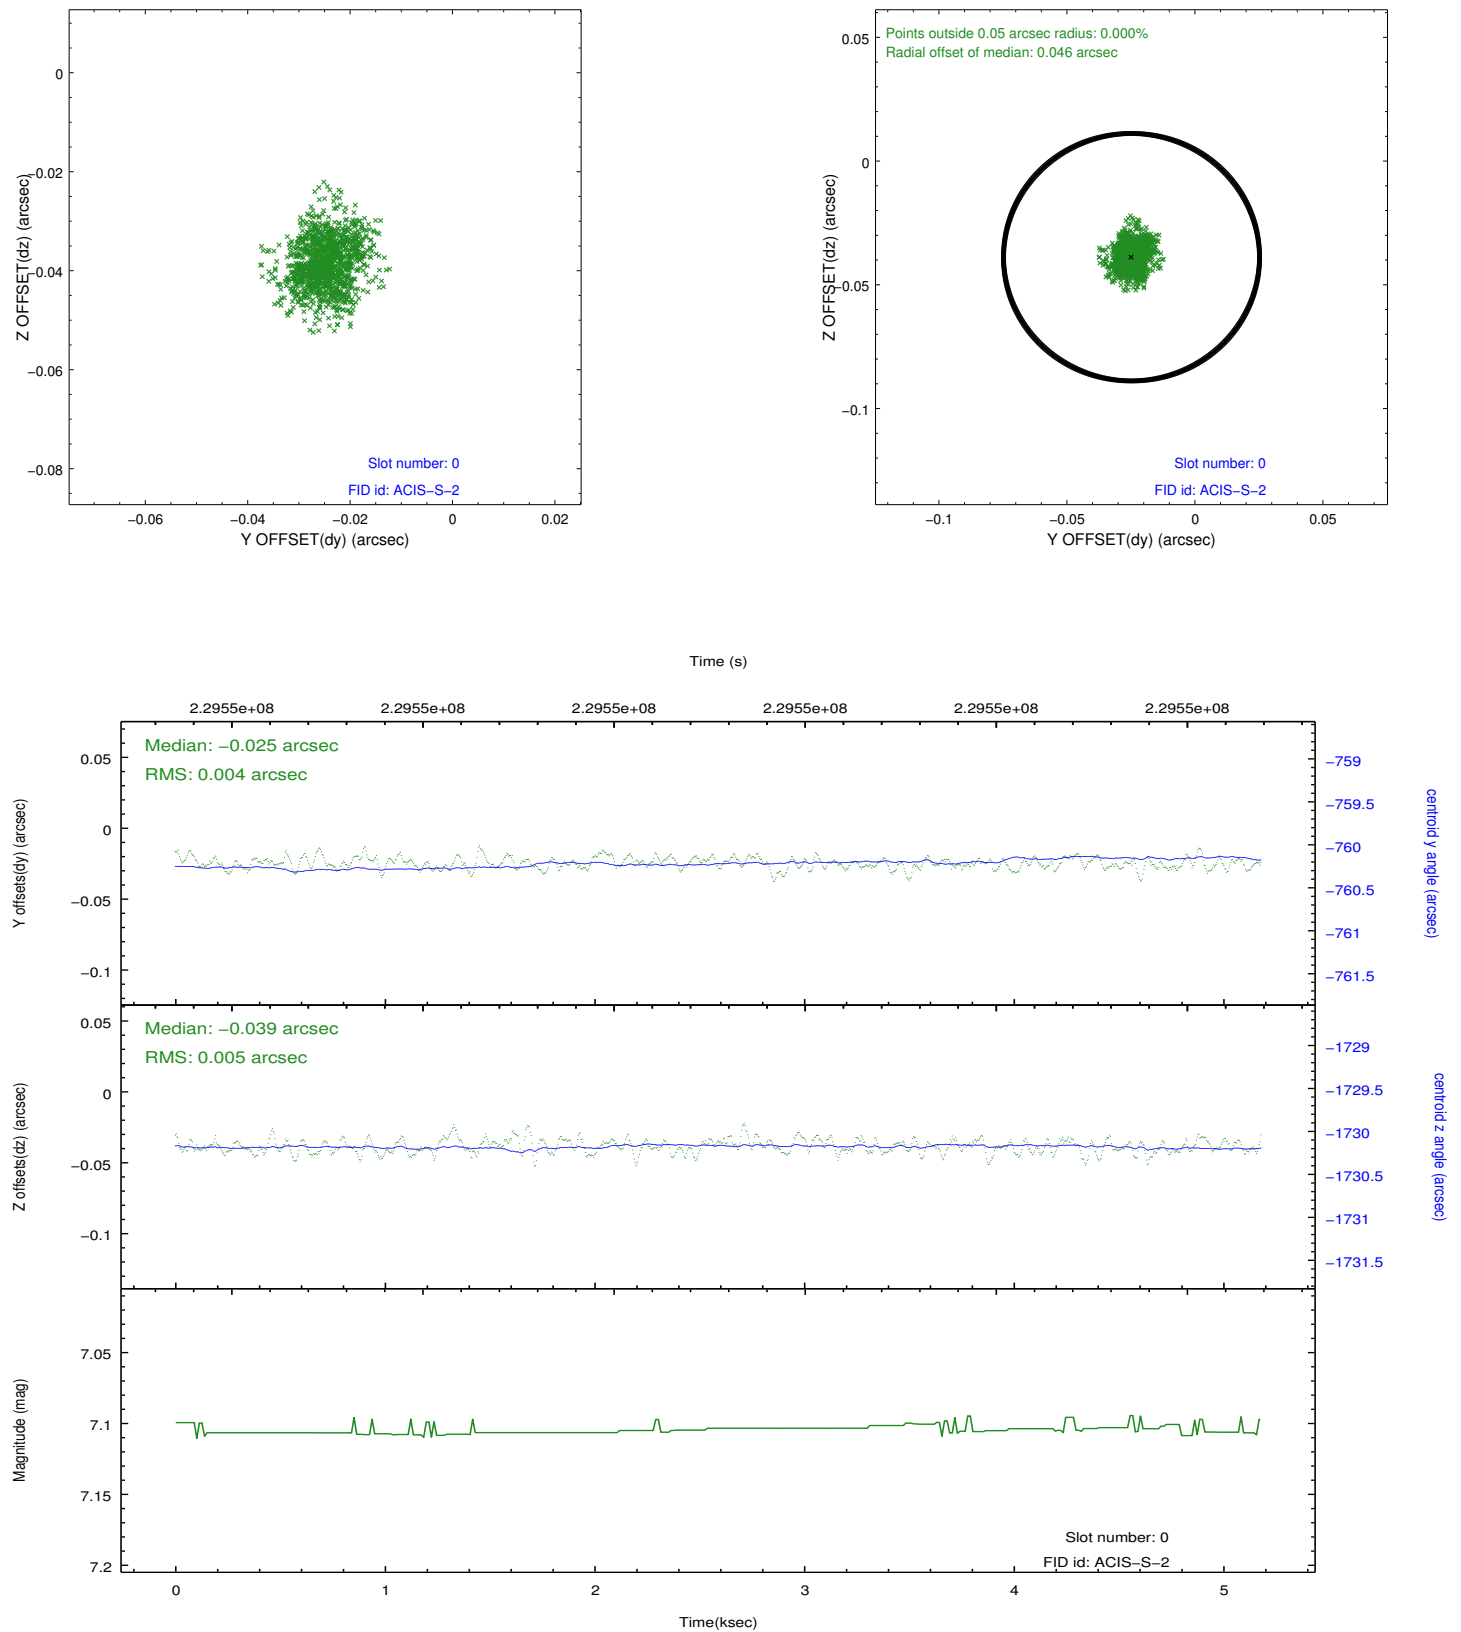 0
−0.02
−0.04
−0.06
−0.08
Z OFFSET(dz) (arcsec)
Slot number: 0
FID id: ACIS−S−2
−0.06
−0.04
−0.02
0
0.02
Y OFFSET(dy) (arcsec)
Points outside 0.05 arcsec radius: 0.000%
Radial offset of median: 0.046 arcsec
0.05
0
−0.05
−0.1
Z OFFSET(dz) (arcsec)
Slot number: 0
FID id: ACIS−S−2
−0.1
−0.05
0
0.05
Y OFFSET(dy) (arcsec)
Time (s)
2.2955e+08
2.2955e+08
2.2955e+08
2.2955e+08
2.2955e+08
2.2955e+08
Median: −0.025 arcsec
RMS: 0.004 arcsec
0.05
0
−0.05
−0.1
Y offsets(dy) (arcsec)
−759
−759.5
−760
−760.5
−761
−761.5
centroid y angle (arcsec)
Median: −0.039 arcsec
RMS: 0.005 arcsec
0.05
0
−0.05
−0.1
Z offsets(dz) (arcsec)
−1729
−1729.5
−1730
−1730.5
−1731
−1731.5
centroid z angle (arcsec)
7.05
7.1
7.15
7.2
Magnitude (mag)
Slot number: 0
FID id: ACIS−S−2
0
1
2
3
4
5
Time(ksec)